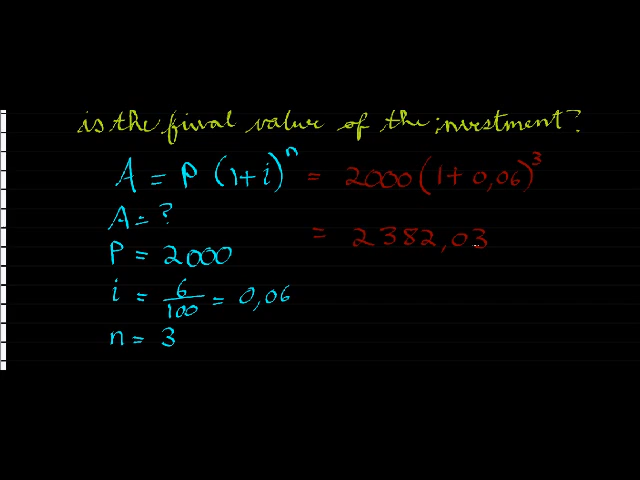 is the final value of the investment?
A = P (1+i)^n = 2000(1+0,06)^3
A = ?
= 2382,03
P = 2000
i = 6/100 = 0,06
n = 3